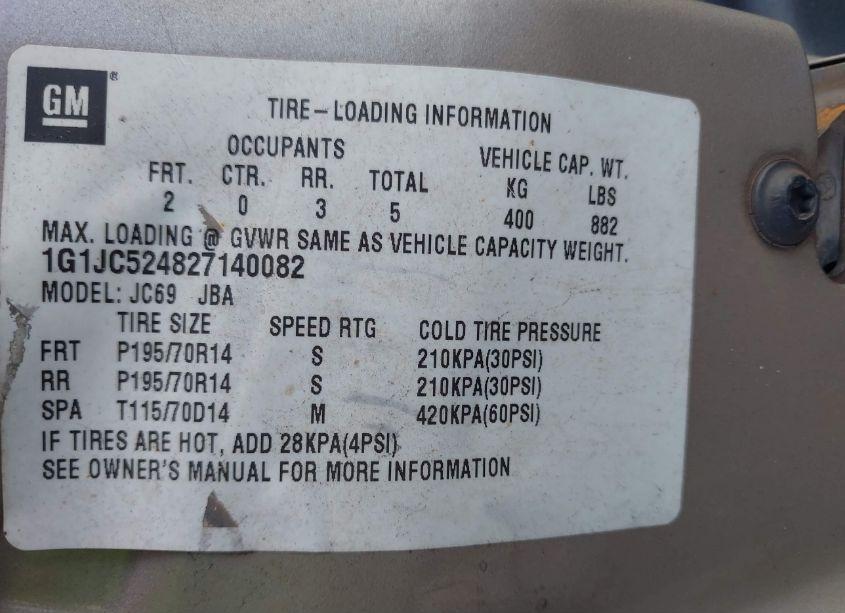 GM ®
TIRE-LOADING INFORMATION
OCCUPANTS VEHICLE CAP. WT.
FRT. CTR. RR. TOTAL KG LBS
2 0 3 5 400 882
MAX. LOADING @ GVWR SAME AS VEHICLE CAPACITY WEIGHT.
1G1JC524827140082
MODEL: JC69 JBA
TIRE SIZE SPEED RTG COLD TIRE PRESSURE
FRT P195/70R14 S 210KPA(30PSI)
RR P195/70R14 S 210KPA(30PSI)
SPA T115/70D14 M 420KPA(60PSI)
IF TIRES ARE HOT, ADD 28KPA(4PSI)
SEE OWNER'S MANUAL FOR MORE INFORMATION